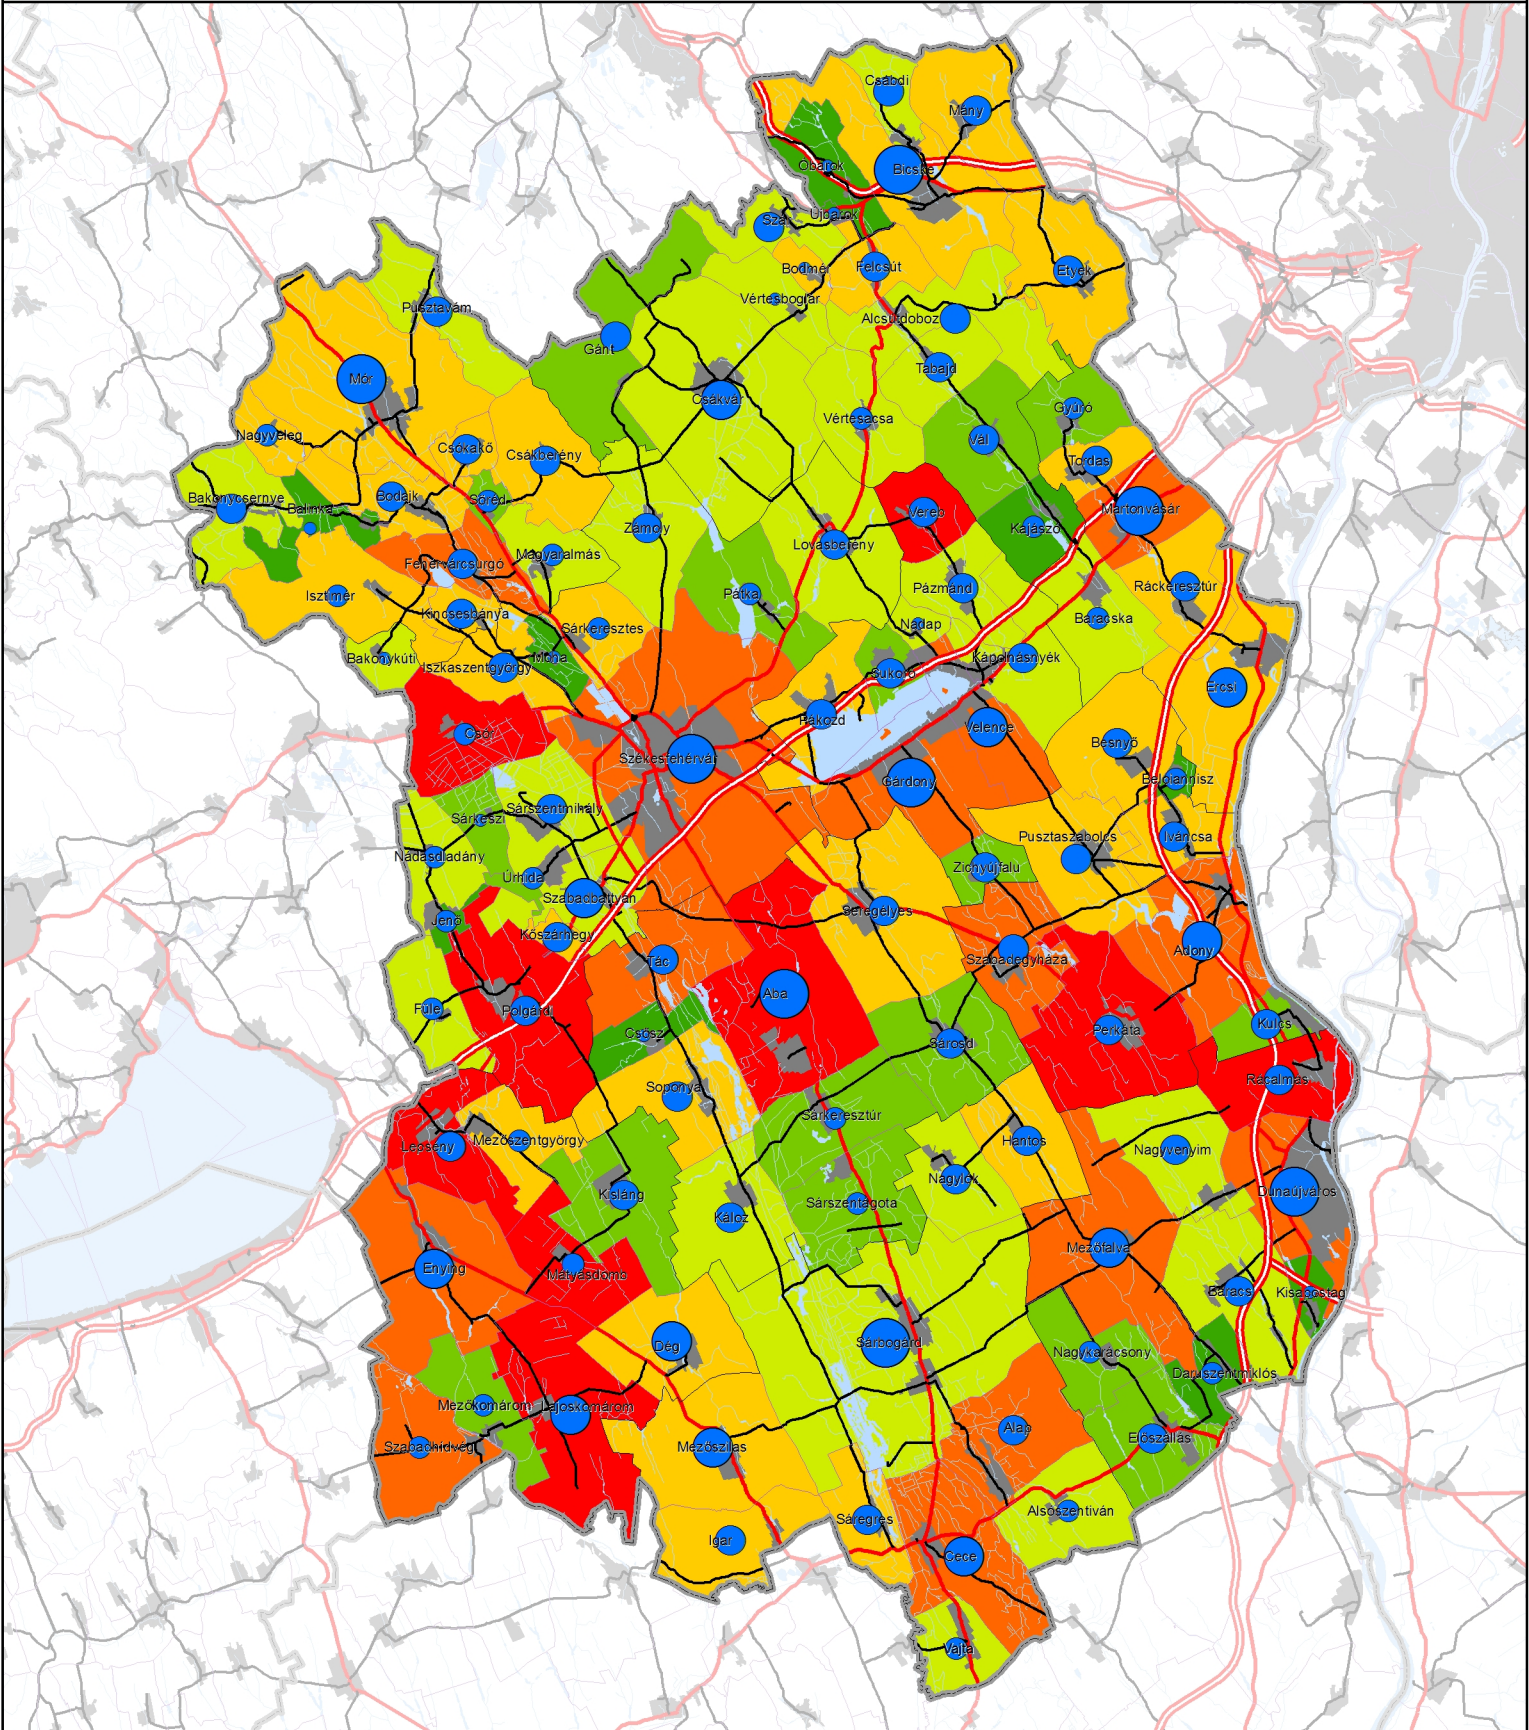 Csabdi
Mány
Óbarok
Bicske
Újbarok
Szár
Bodmér
Felcsút
Etyek
Vértesboglár
Pusztavám
Alcsútdoboz
Gánt
Tabajd
Mór
Csákvár
Gyúró
Vértesacsa
Nagyveleg
Vál
Csókakő
Csákberény
Tordas
Bakonycsernye
Bodajk
Söréd
Balinka
Martonvásár
Vereb
Kajászó
Zámoly
Lovasberény
Magyaralmás
Fehérvárcsurgó
Isztimér
Pátka
Pázmánd
Ráckeresztúr
Kincsesbánya
Baracska
Sárkeresztes
Nadap
Bakonykúti
Moha
Iszkaszentgyörgy
Kápolnásnyék
Sukoró
Ercsi
Pákozd
Velence
Csór
Besnyő
Székesfehérvár
Gárdony
Beloiannisz
Sárszentmihály
Sárkeszi
Pusztaszabolcs
Iváncsa
Nádasdladány
Zichyújfalu
Úrhida
Szabadbattyán
Seregélyes
Jenő
Kőszárhegy
Adony
Tác
Szabadegyháza
Aba
Füle
Polgárdi
Kulcs
Perkáta
Csősz
Sárosd
Rácalmás
Soponya
Sárkeresztúr
Lepsény
Mezőszentgyörgy
Hantos
Nagyvenyim
Nagylók
Dunaújváros
Kisláng
Sárszentágota
Káloz
Mezőfalva
Enying
Mátyásdomb
Baracs
Kisapostag
Dég
Sárbogárd
Nagykarácsony
Daruszentmiklós
Mezőkomárom
Lajoskomárom
Alap
Előszállás
Szabadhídvég
Mezőszilas
Alsószentiván
Sáregres
Igar
Cece
Vajta